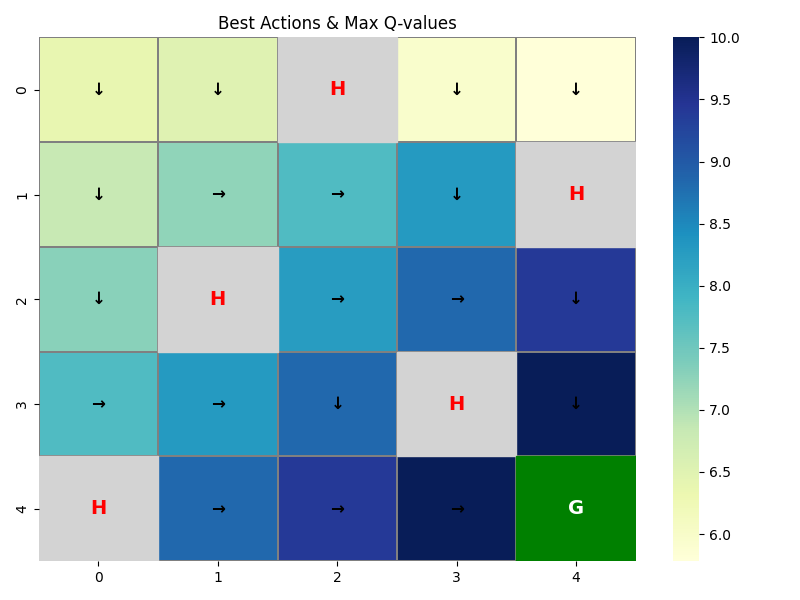 Best Actions & Max Q-values
0 ↓ ↓ H ↓ ↓
1 ↓ → → ↓ H
2 ↓ H → → ↓
3 → → ↓ H ↓
4 H → → → G
0 1 2 3 4
10.0
9.5
9.0
8.5
8.0
7.5
7.0
6.5
6.0